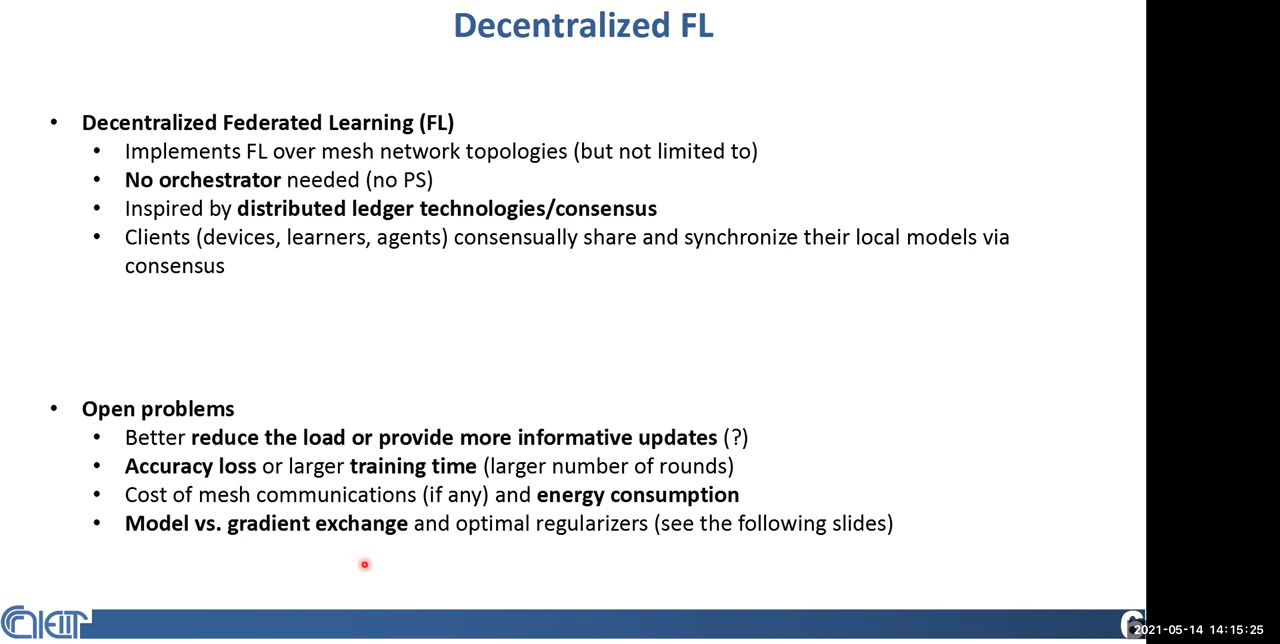 Decentralized FL
• Decentralized Federated Learning (FL)
• Implements FL over mesh network topologies (but not limited to)
• No orchestrator needed (no PS)
• Inspired by distributed ledger technologies/consensus
• Clients (devices, learners, agents) consensually share and synchronize their local models via
consensus
• Open problems
• Better reduce the load or provide more informative updates (?)
• Accuracy loss or larger training time (larger number of rounds)
• Cost of mesh communications (if any) and energy consumption
• Model vs. gradient exchange and optimal regularizers (see the following slides)
6
2021-05-14 14:15:25